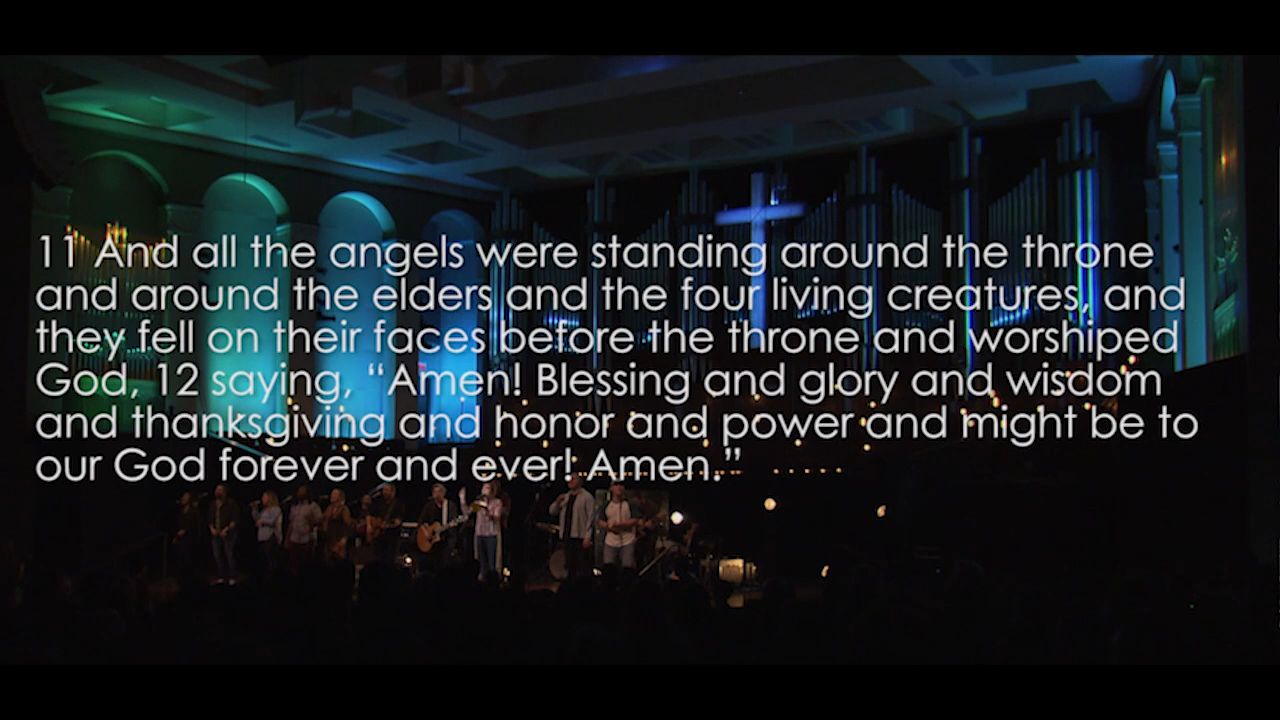 11 And all the angels were standing around the throne
and around the elders and the four living creatures, and
they fell on their faces before the throne and worshiped
God, 12 saying, “Amen! Blessing and glory and wisdom
and thanksgiving and honor and power and might be to
our God forever and ever! Amen.”